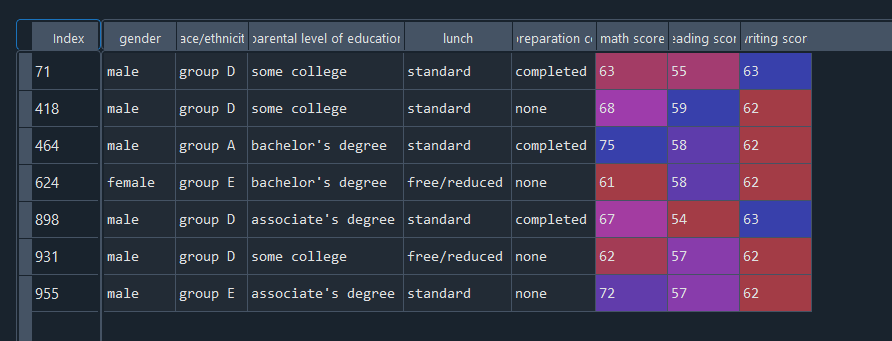 Index gender ace/ethnicit parental level of education lunch preparation co math score eading scor writing scor
71 male group D some college standard completed 63 55 63
418 male group D some college standard none 68 59 62
464 male group A bachelor's degree standard completed 75 58 62
624 female group E bachelor's degree free/reduced none 61 58 62
898 male group D associate's degree standard completed 67 54 63
931 male group D some college free/reduced none 62 57 62
955 male group E associate's degree standard none 72 57 62